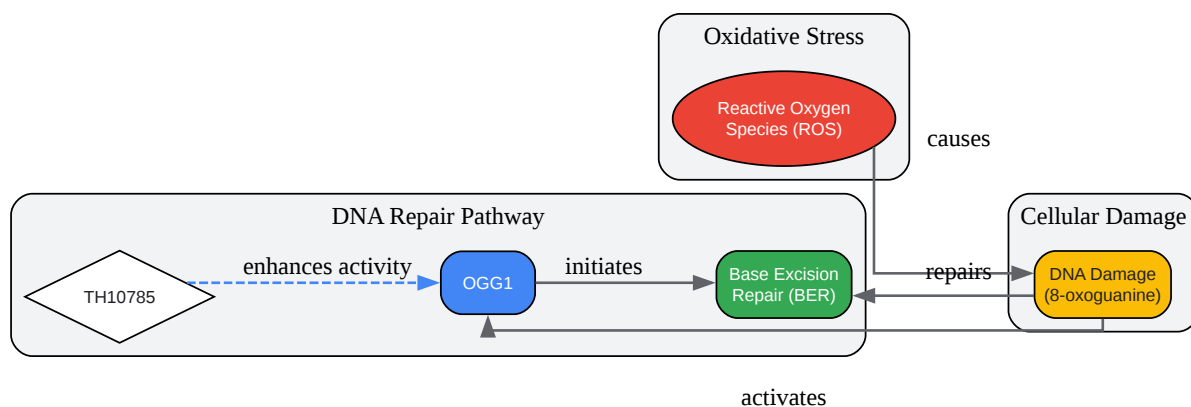 Oxidative Stress
Reactive Oxygen
Species (ROS)
causes
DNA Repair Pathway
Cellular Damage
TH10785
enhances activity
OGG1
initiates
Base Excision
Repair (BER)
repairs
DNA Damage
(8-oxoguanine)
activates